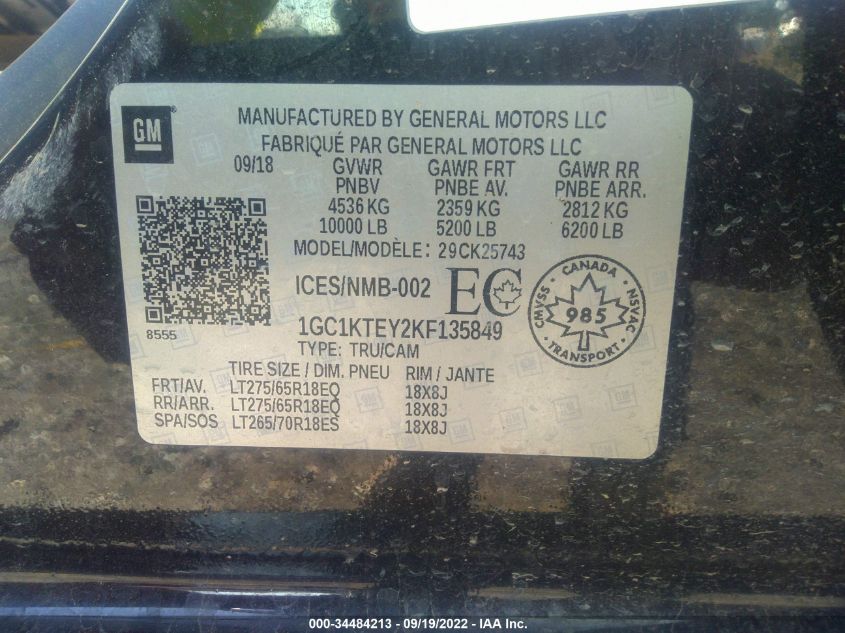 GM
MANUFACTURED BY GENERAL MOTORS LLC
FABRIQUÉ PAR GENERAL MOTORS LLC
09/18 GVWR GAWR FRT GAWR RR
PNBV PNBE AV. PNBE ARR.
4536 KG 2359 KG 2812 KG
10000 LB 5200 LB 6200 LB
MODEL/MODÈLE: 29CK25743
ICES/NMB-002 EC
CANADA
CMVSS 985 NSVAC
TRANSPORT
8555
1GC1KTEY2KF135849
TYPE: TRU/CAM
TIRE SIZE / DIM. PNEU RIM / JANTE
FRT/AV. LT275/65R18EQ 18X8J
RR/ARR. LT275/65R18EQ 18X8J
SPA/SOS LT265/70R18ES 18X8J
000-34484213 - 09/19/2022 - IAA Inc.